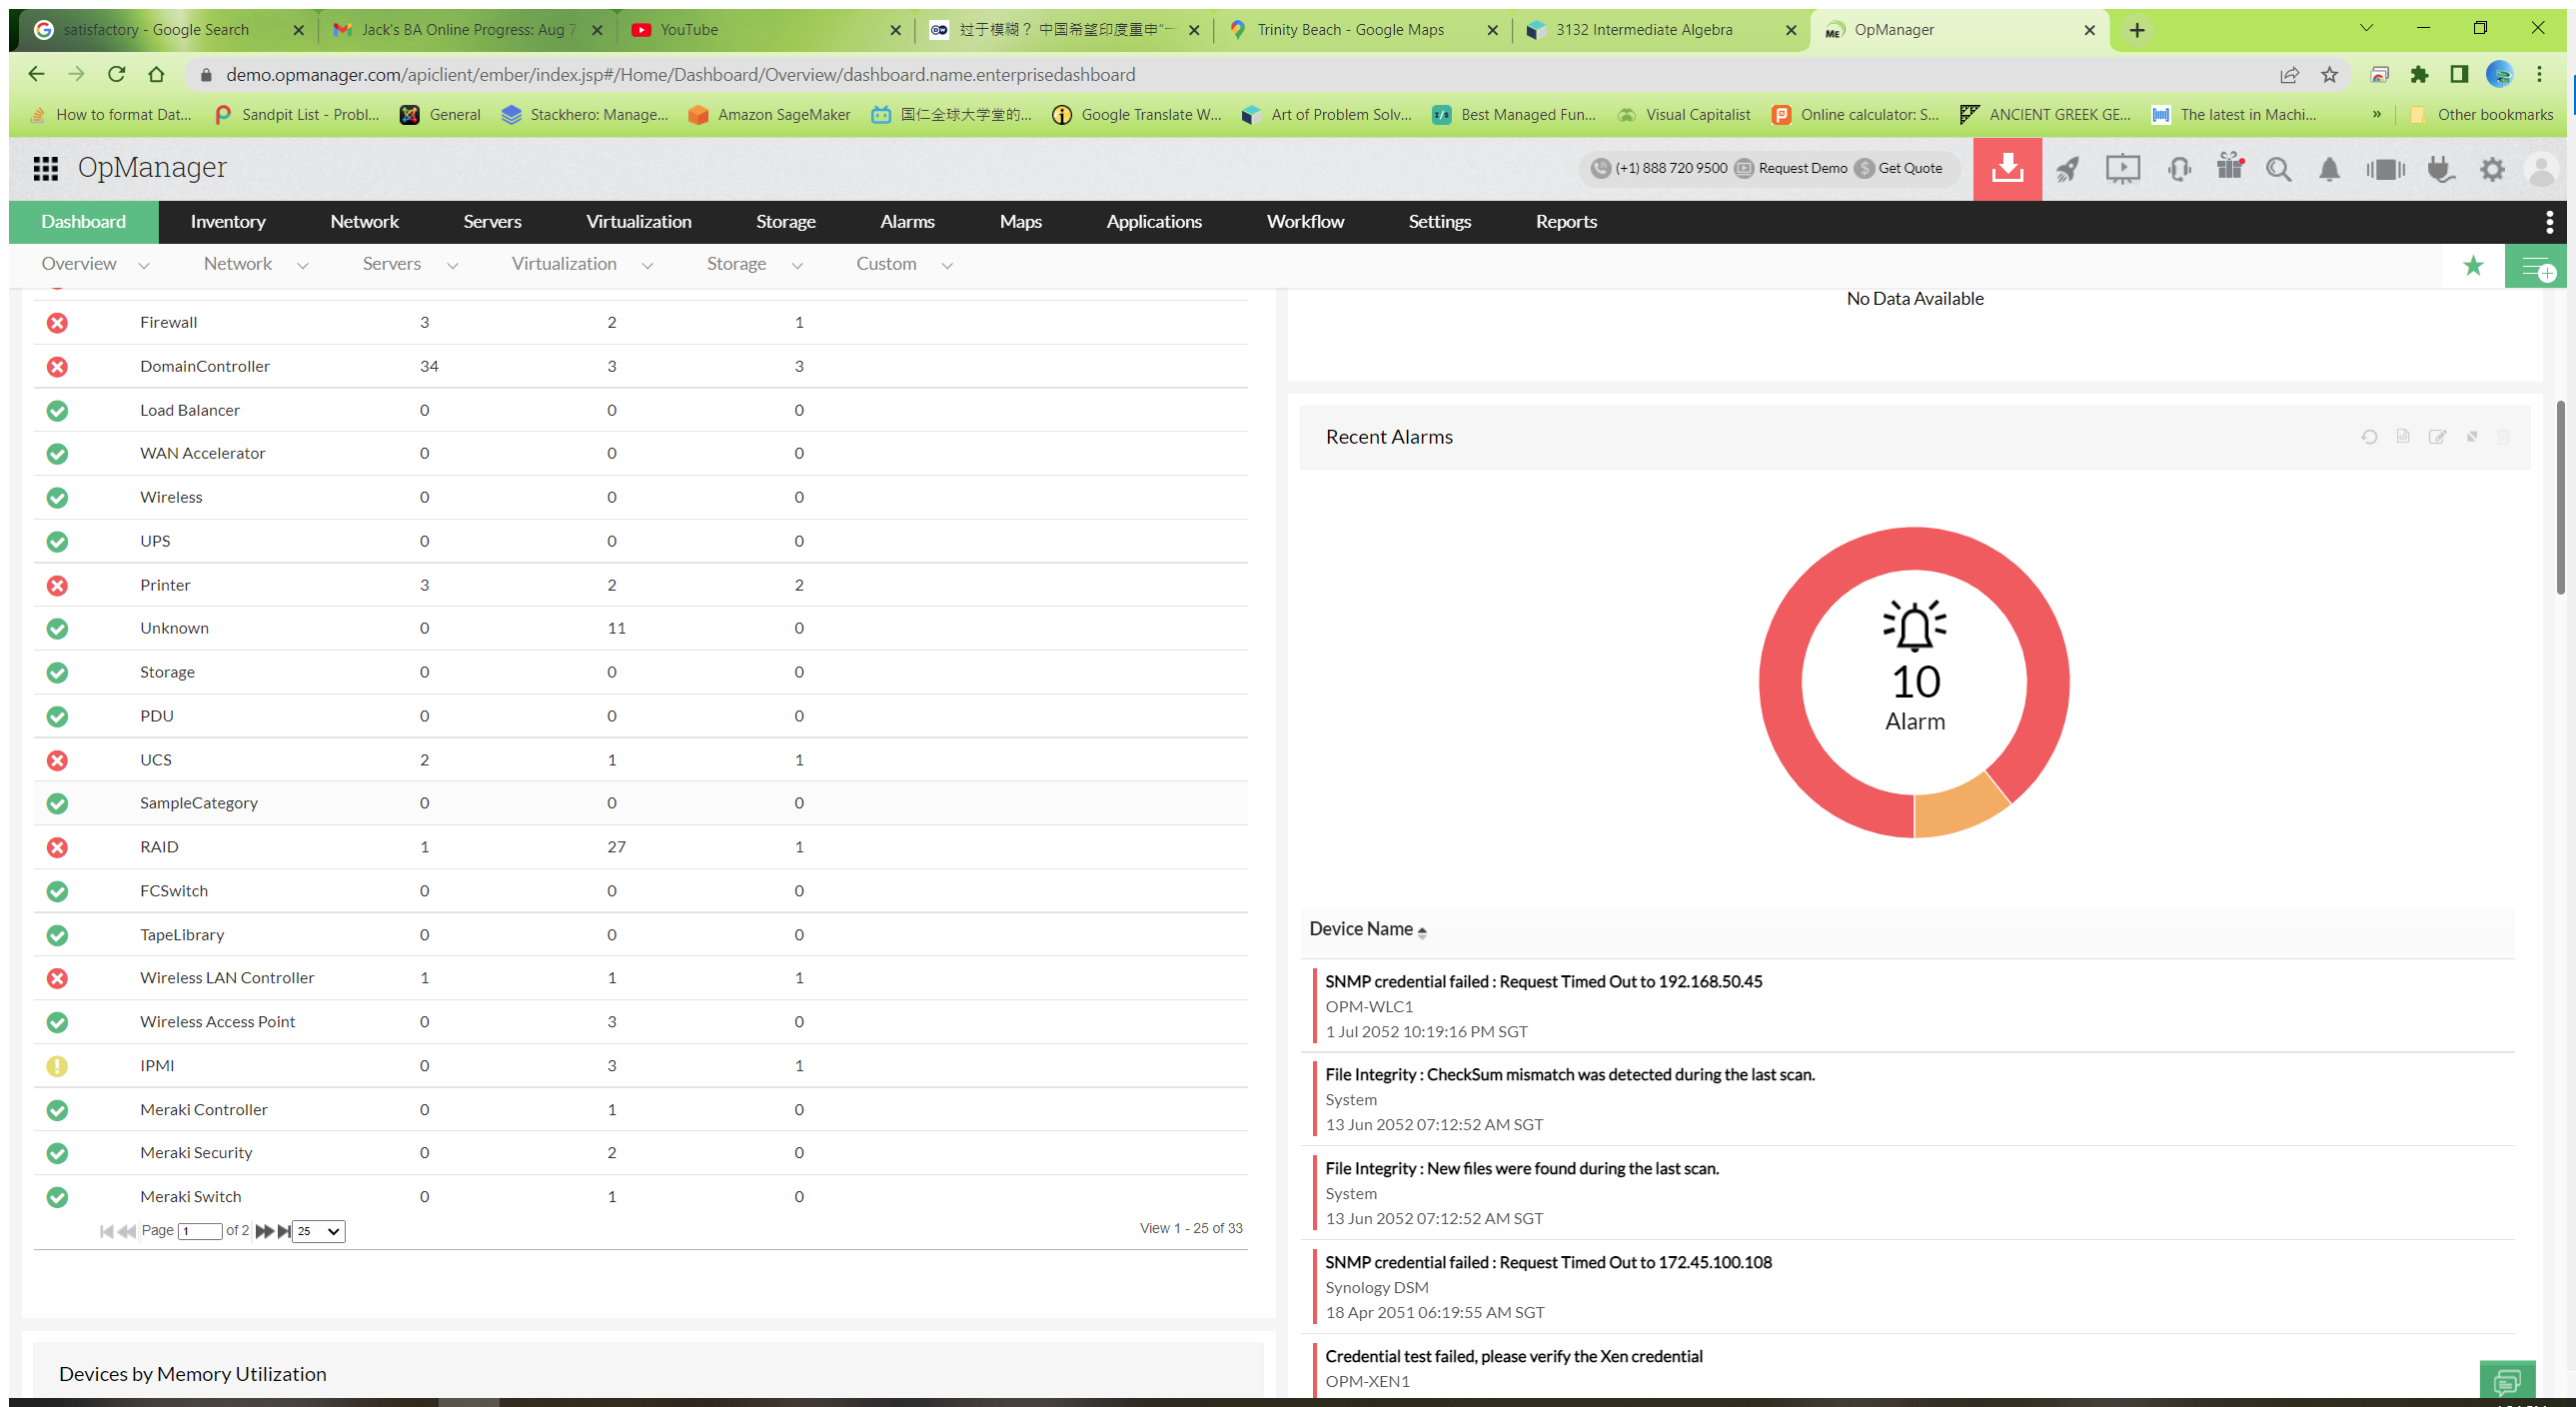 satisfactory - Google Search
Jack's BA Online Progress: Aug 7
YouTube
过于模糊？ 中国希望印度重申“一
Trinity Beach - Google Maps
3132 Intermediate Algebra
ME OpManager
demo.opmanager.com/apiclient/ember/index.jsp#/Home/Dashboard/Overview/dashboard.name.enterprisedashboard
How to format Dat... Sandpit List - Probl... General Stackhero: Manage... Amazon SageMaker 国仁全球大学堂的... Google Translate W... Art of Problem Solv... Best Managed Fun... Visual Capitalist Online calculator: S... ANCIENT GREEK GE... The latest in Machi... » Other bookmarks
OpManager
(+1) 888 720 9500 Request Demo Get Quote
Dashboard Inventory Network Servers Virtualization Storage Alarms Maps Applications Workflow Settings Reports
Overview Network Servers Virtualization Storage Custom
Firewall 3 2 1
DomainController 34 3 3
Load Balancer 0 0 0
WAN Accelerator 0 0 0
Wireless 0 0 0
UPS 0 0 0
Printer 3 2 2
Unknown 0 11 0
Storage 0 0 0
PDU 0 0 0
UCS 2 1 1
SampleCategory 0 0 0
RAID 1 27 1
FCSwitch 0 0 0
TapeLibrary 0 0 0
Wireless LAN Controller 1 1 1
Wireless Access Point 0 3 0
IPMI 0 3 1
Meraki Controller 0 1 0
Meraki Security 0 2 0
Meraki Switch 0 1 0
Page 1 of 2 25 View 1 - 25 of 33
Devices by Memory Utilization
No Data Available
Recent Alarms
10
Alarm
Device Name
SNMP credential failed : Request Timed Out to 192.168.50.45
OPM-WLC1
1 Jul 2052 10:19:16 PM SGT
File Integrity : CheckSum mismatch was detected during the last scan.
System
13 Jun 2052 07:12:52 AM SGT
File Integrity : New files were found during the last scan.
System
13 Jun 2052 07:12:52 AM SGT
SNMP credential failed : Request Timed Out to 172.45.100.108
Synology DSM
18 Apr 2051 06:19:55 AM SGT
Credential test failed, please verify the Xen credential
OPM-XEN1